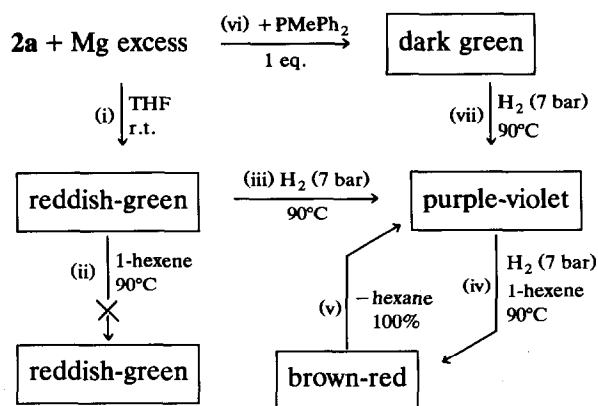 2a + Mg excess
(vi) + PMePh₂
1 eq.
dark green
(i)
THF
r.t.
(vii)
H₂ (7 bar)
90°C
reddish-green
(iii) H₂ (7 bar)
90°C
purple-violet
(ii)
1-hexene
90°C
(v)
−hexane
100%
(iv)
H₂ (7 bar)
1-hexene
90°C
reddish-green
brown-red